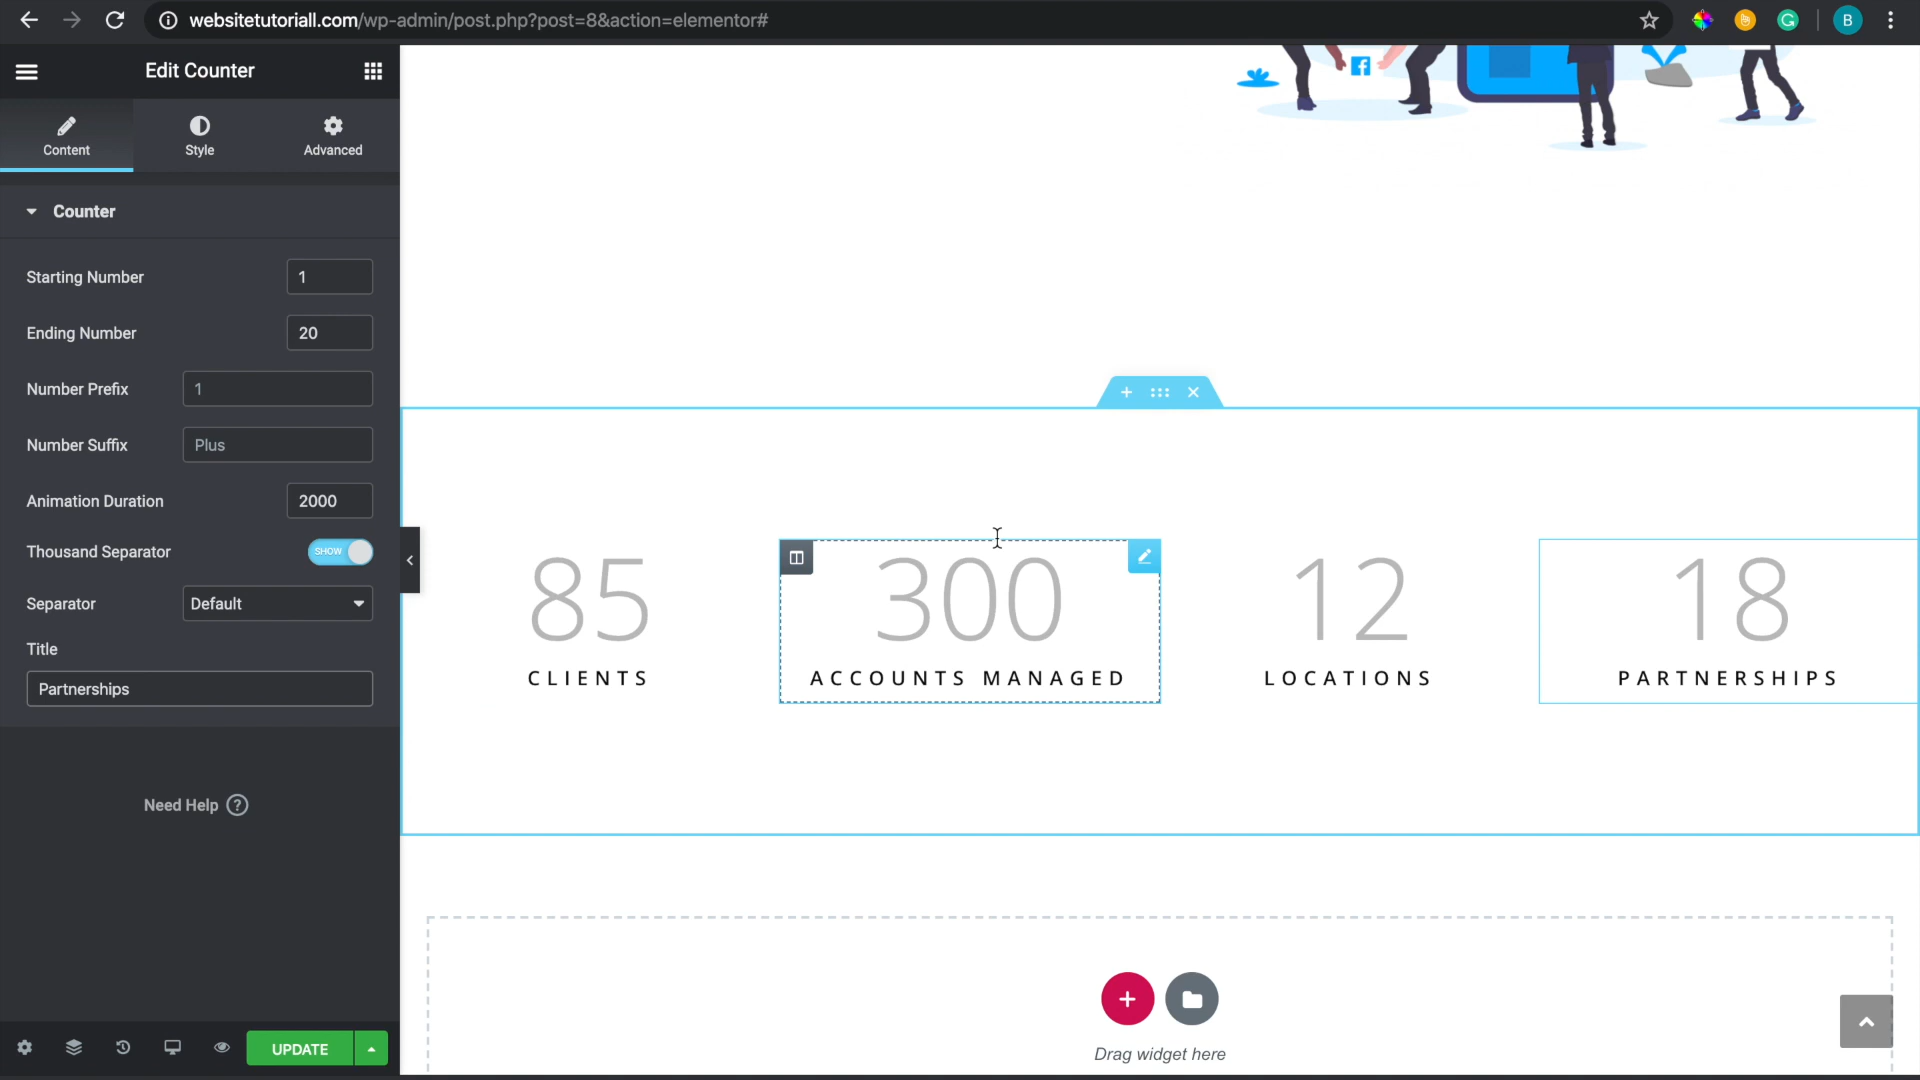 websitetutoriall.com/wp-admin/post.php?post=8&action=elementor#
B
Edit Counter
Content
Style
Advanced
Counter
Starting Number
1
Ending Number
20
Number Prefix
1
Number Suffix
Plus
Animation Duration
2000
Thousand Separator
SHOW
Separator
Default
Title
Partnerships
Need Help ?
UPDATE
85
CLIENTS
300
ACCOUNTS MANAGED
12
LOCATIONS
18
PARTNERSHIPS
Drag widget here